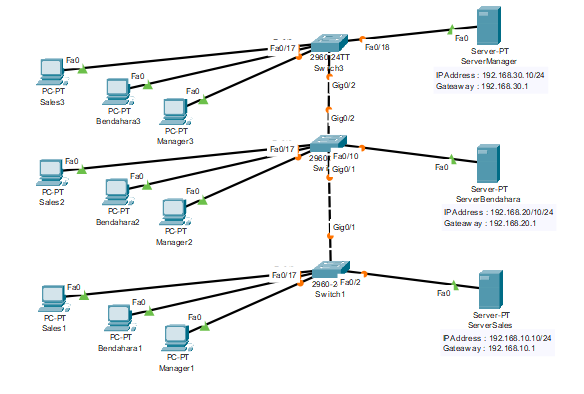 Fa0/18
Fa0
Server-PT
ServerManager
IPAddress : 192.168.30.10/24
Gateaway : 192.168.30.1
Fa0/17
2960-24TT
Switch3
Fa0
PC-PT
Sales3
Fa0
PC-PT
Bendahara3
Fa0
PC-PT
Manager3
Gig0/2
Gig0/2
Fa0/17
Fa0/10
2960
Gig0/1
Fa0
Server-PT
ServerBendahara
IPAddress : 192.168.20/10/24
Gateaway : 192.168.20.1
Fa0
PC-PT
Sales2
Fa0
PC-PT
Bendahara2
Fa0
PC-PT
Manager2
Gig0/1
Fa0/17
2960-2
Fa0/2
Switch1
Fa0
Server-PT
ServerSales
IPAddress : 192.168.10.10/24
Gateaway : 192.168.10.1
Fa0
PC-PT
Sales1
Fa0
PC-PT
Bendahara1
Fa0
PC-PT
Manager1